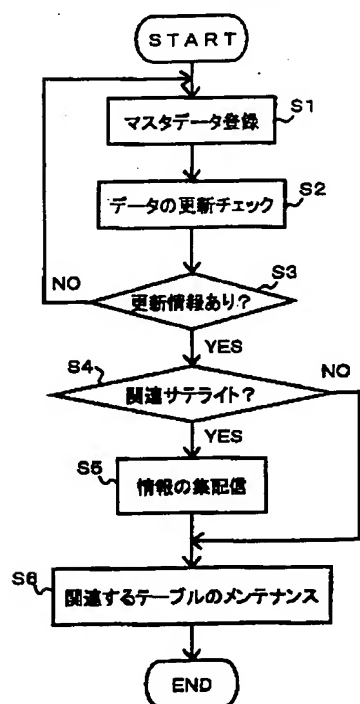 START
S1
マスタデータ登録
S2
データの更新チェック
S3
NO
更新情報あり?
YES
S4
NO
関連サテライト?
YES
S5
情報の集配信
S6
関連するテーブルのメンテナンス
END